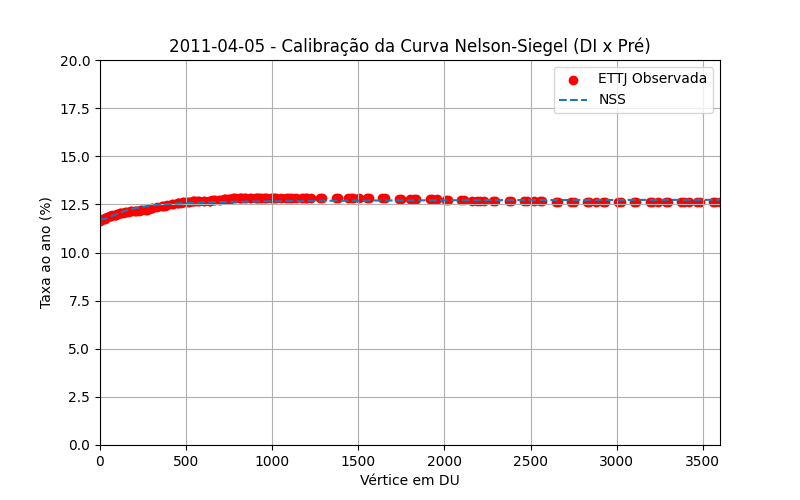 2011-04-05 - Calibração da Curva Nelson-Siegel (DI x Pré)
ETTJ Observada
NSS
Taxa ao ano (%)
20.0
17.5
15.0
12.5
10.0
7.5
5.0
2.5
0.0
0 500 1000 1500 2000 2500 3000 3500
Vértice em DU